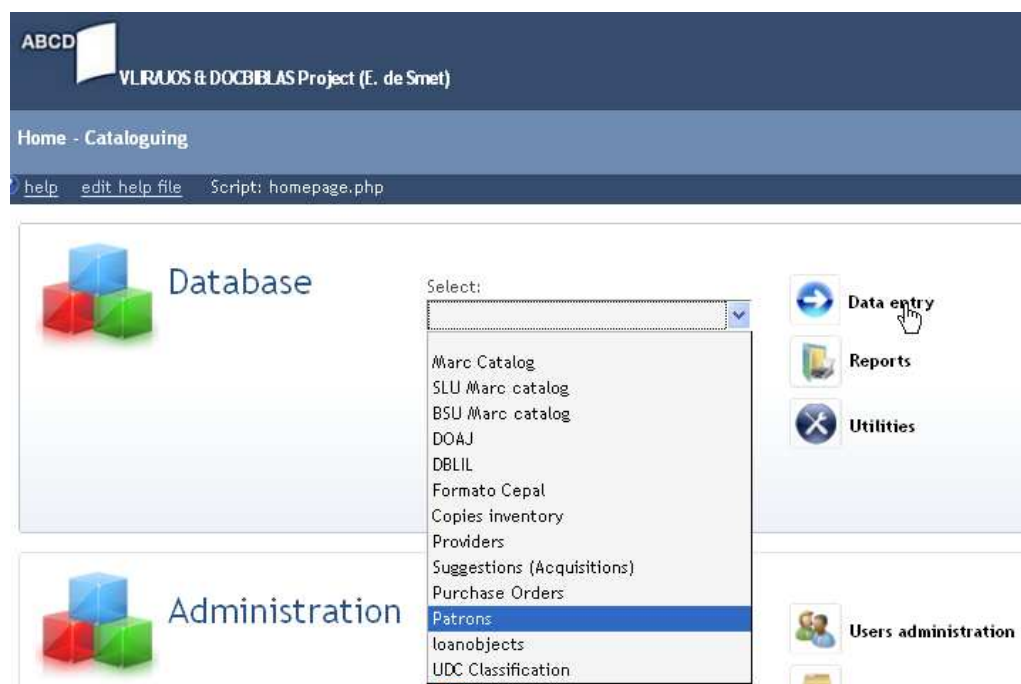 ABCD
VLIR/UOS & DOCBIBLAS Project (E. de Smet)
Home - Cataloguing
help edit help file Script: homepage.php
Database
Select:
Data entry
Reports
Utilities
Marc Catalog
SLU Marc catalog
BSU Marc catalog
DOAJ
DBLIL
Formato Cepal
Copies inventory
Providers
Suggestions (Acquisitions)
Purchase Orders
Patrons
loanobjects
UDC Classification
Administration
Users administration